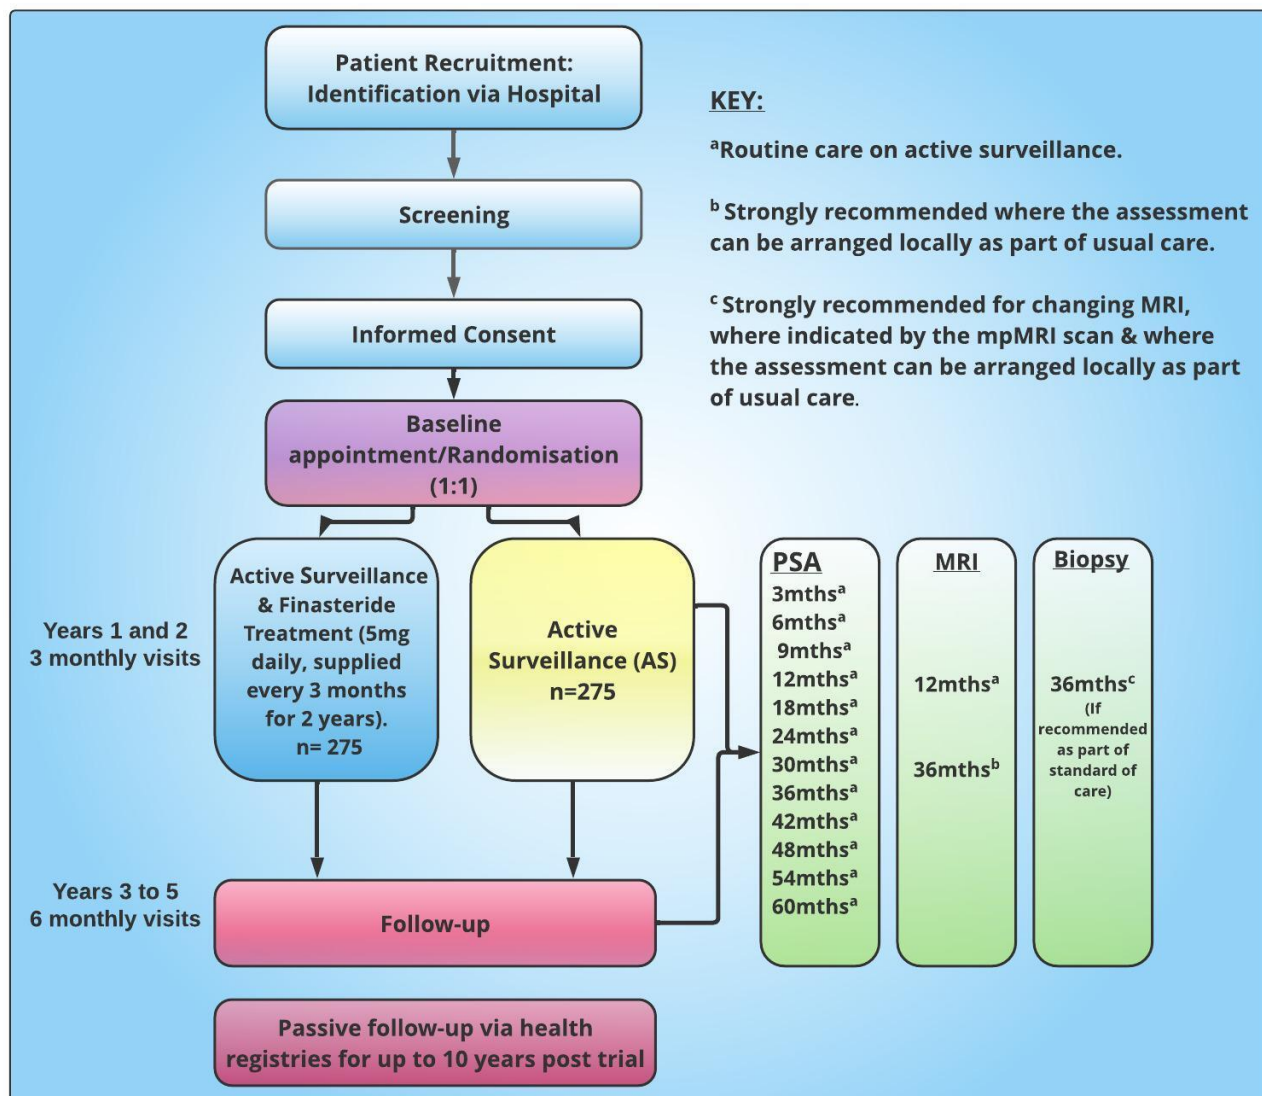 Patient Recruitment:
Identification via Hospital
Screening
Informed Consent
Baseline
appointment/Randomisation
(1:1)
KEY:
ᵃRoutine care on active surveillance.
ᵇ Strongly recommended where the assessment
can be arranged locally as part of usual care.
ᶜ Strongly recommended for changing MRI,
where indicated by the mpMRI scan & where
the assessment can be arranged locally as part
of usual care.
Years 1 and 2
3 monthly visits
Active Surveillance
& Finasteride
Treatment (5mg
daily, supplied
every 3 months
for 2 years).
n= 275
Active
Surveillance (AS)
n=275
PSA
3mthsᵃ
6mthsᵃ
9mthsᵃ
12mthsᵃ
18mthsᵃ
24mthsᵃ
30mthsᵃ
36mthsᵃ
42mthsᵃ
48mthsᵃ
54mthsᵃ
60mthsᵃ
MRI
12mthsᵃ
36mthsᵇ
Biopsy
36mthsᶜ
(If
recommended
as part of
standard of
care)
Years 3 to 5
6 monthly visits
Follow-up
Passive follow-up via health
registries for up to 10 years post trial